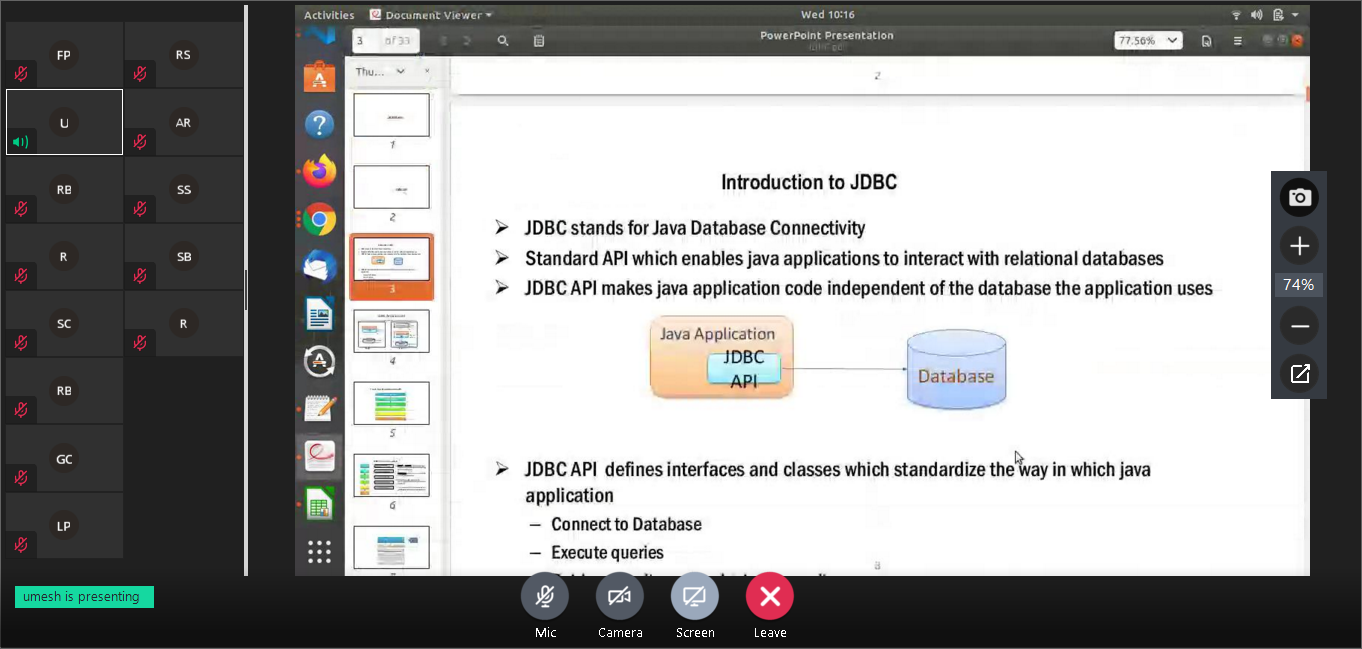 Activities
Document Viewer
Wed 10:16
3 of 33
PowerPoint Presentation
77.56%
Thu...
FP
RS
U
AR
RB
SS
R
SB
SC
R
RB
GC
LP
1
2
3
4
5
6
2
Introduction to JDBC
➢ JDBC stands for Java Database Connectivity
➢ Standard API which enables java applications to interact with relational databases
➢ JDBC API makes java application code independent of the database the application uses
Java Application
JDBC
API
Database
➢ JDBC API defines interfaces and classes which standardize the way in which java
application
– Connect to Database
– Execute queries
74%
umesh is presenting
Mic
Camera
Screen
Leave